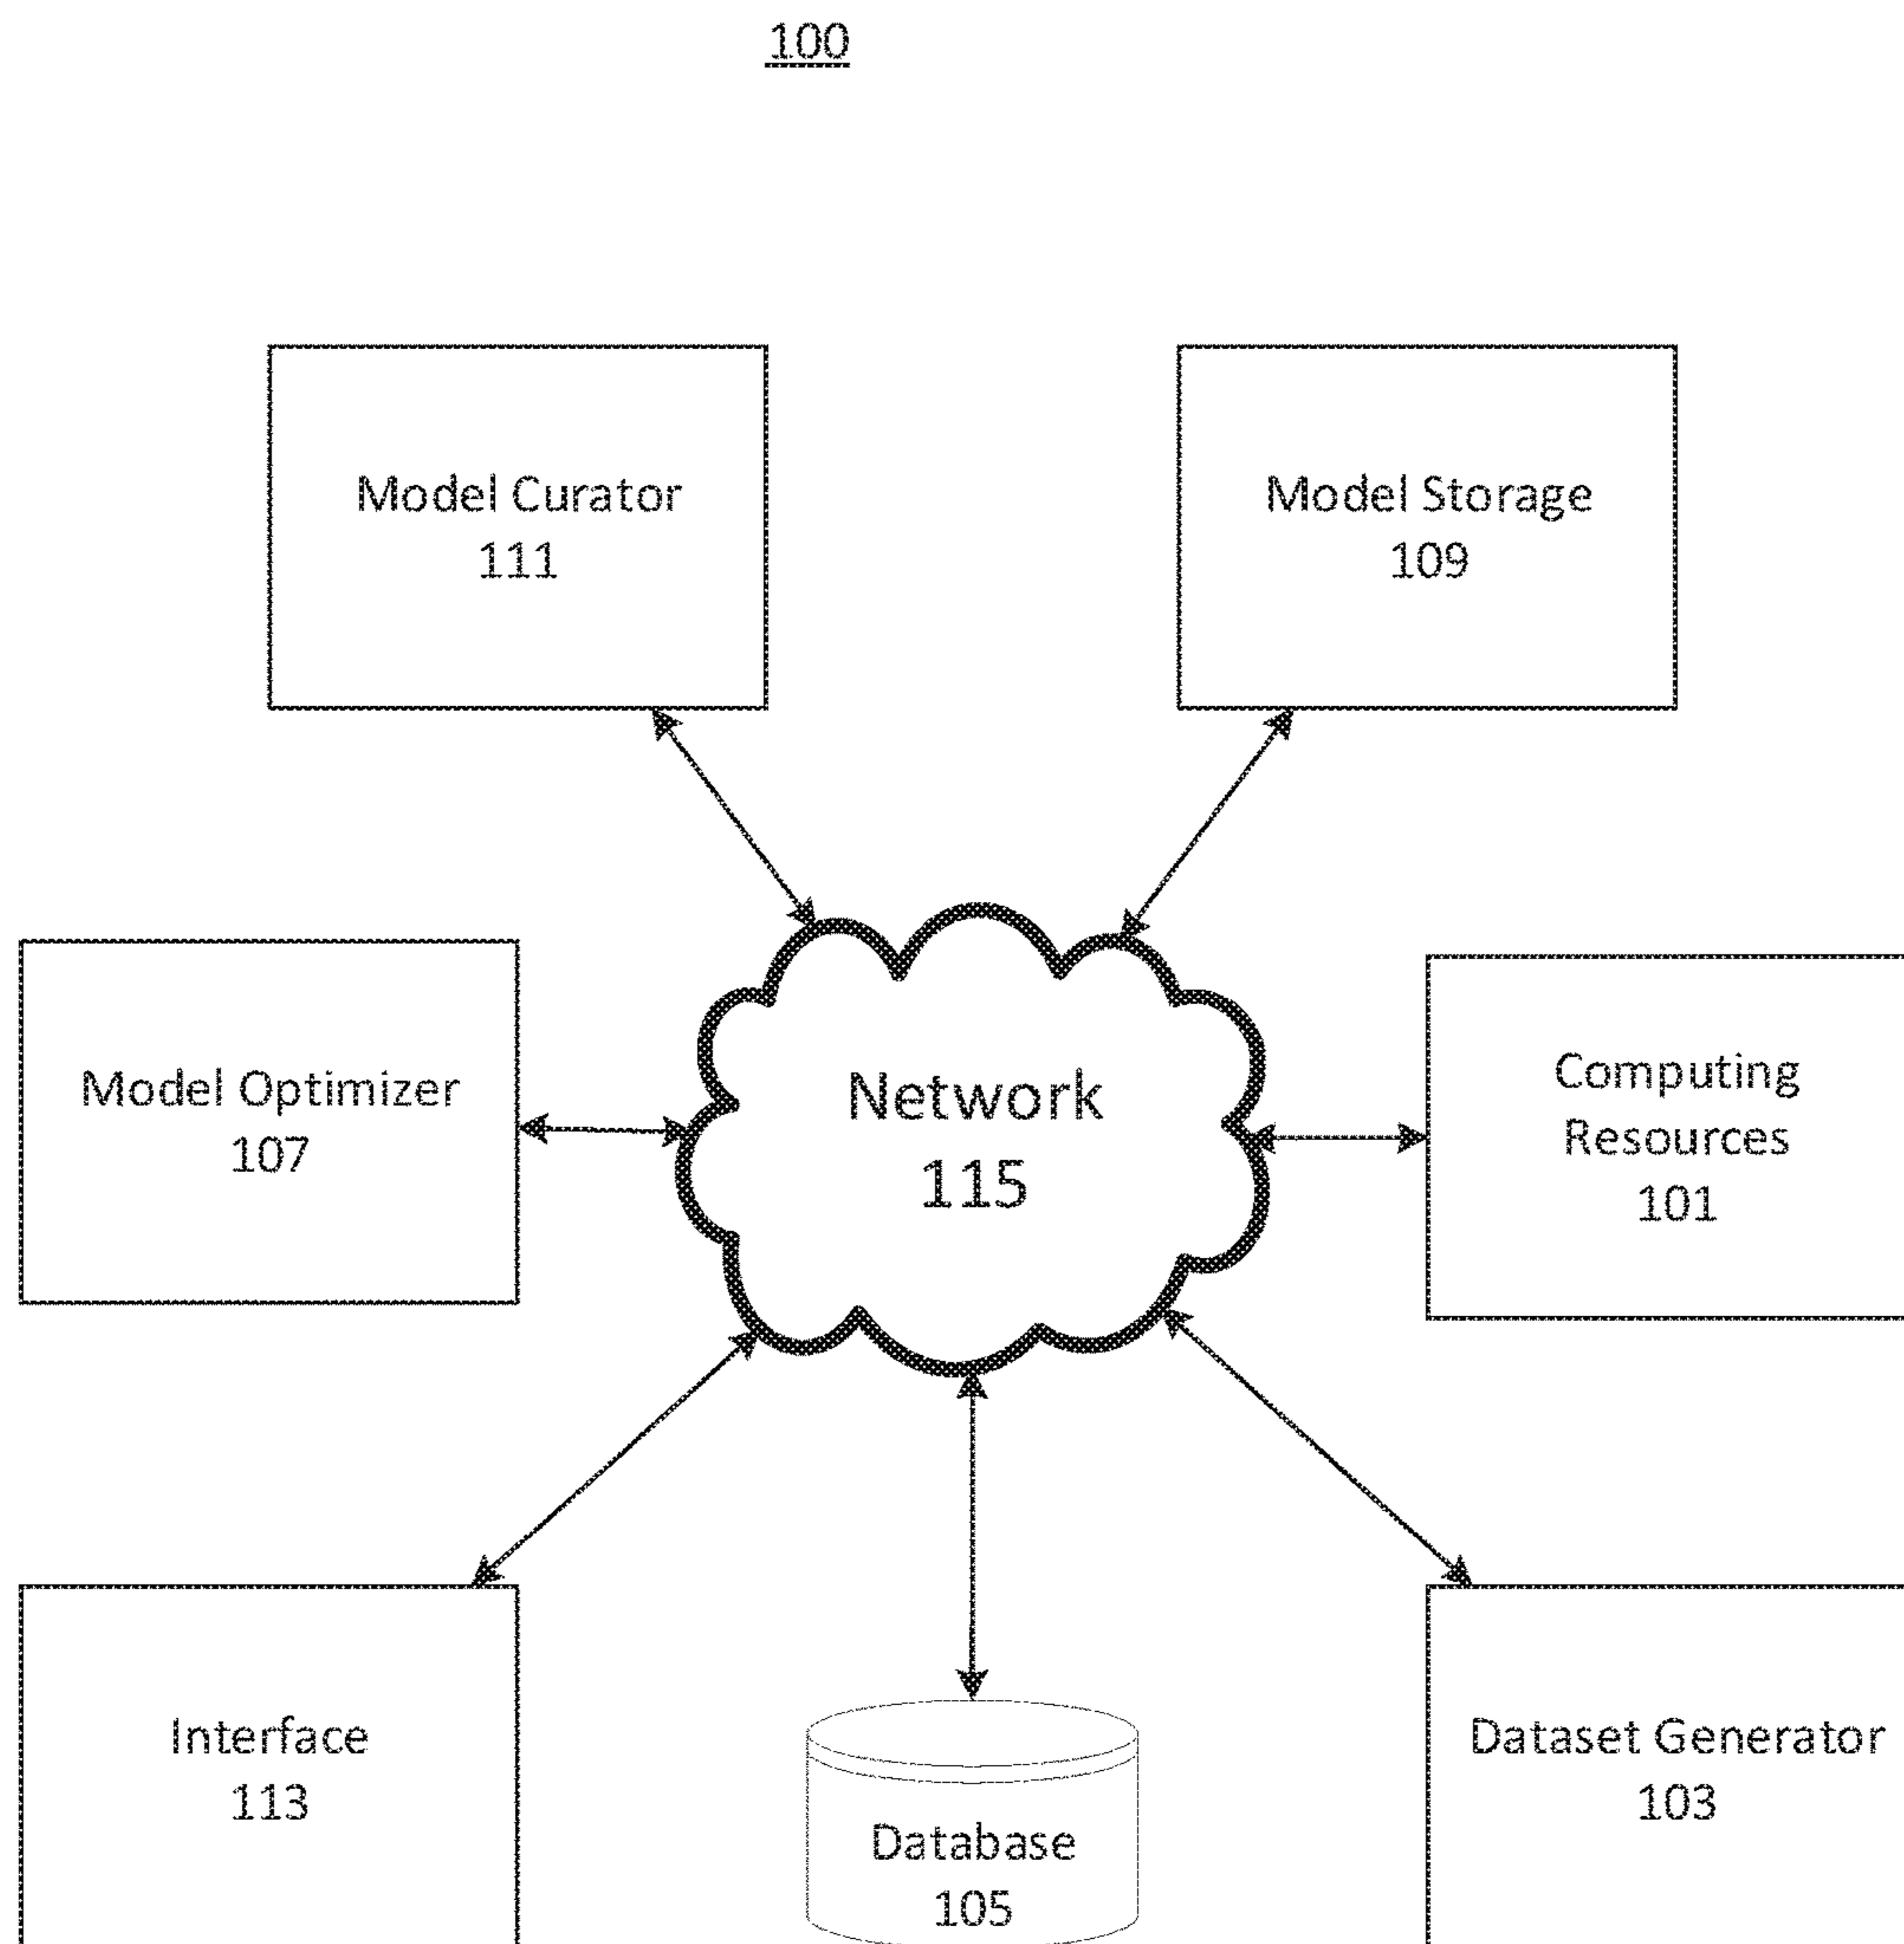 100
Model Curator
111
Model Storage
109
Model Optimizer
107
Network
115
Computing
Resources
101
Interface
113
Database
105
Dataset Generator
103